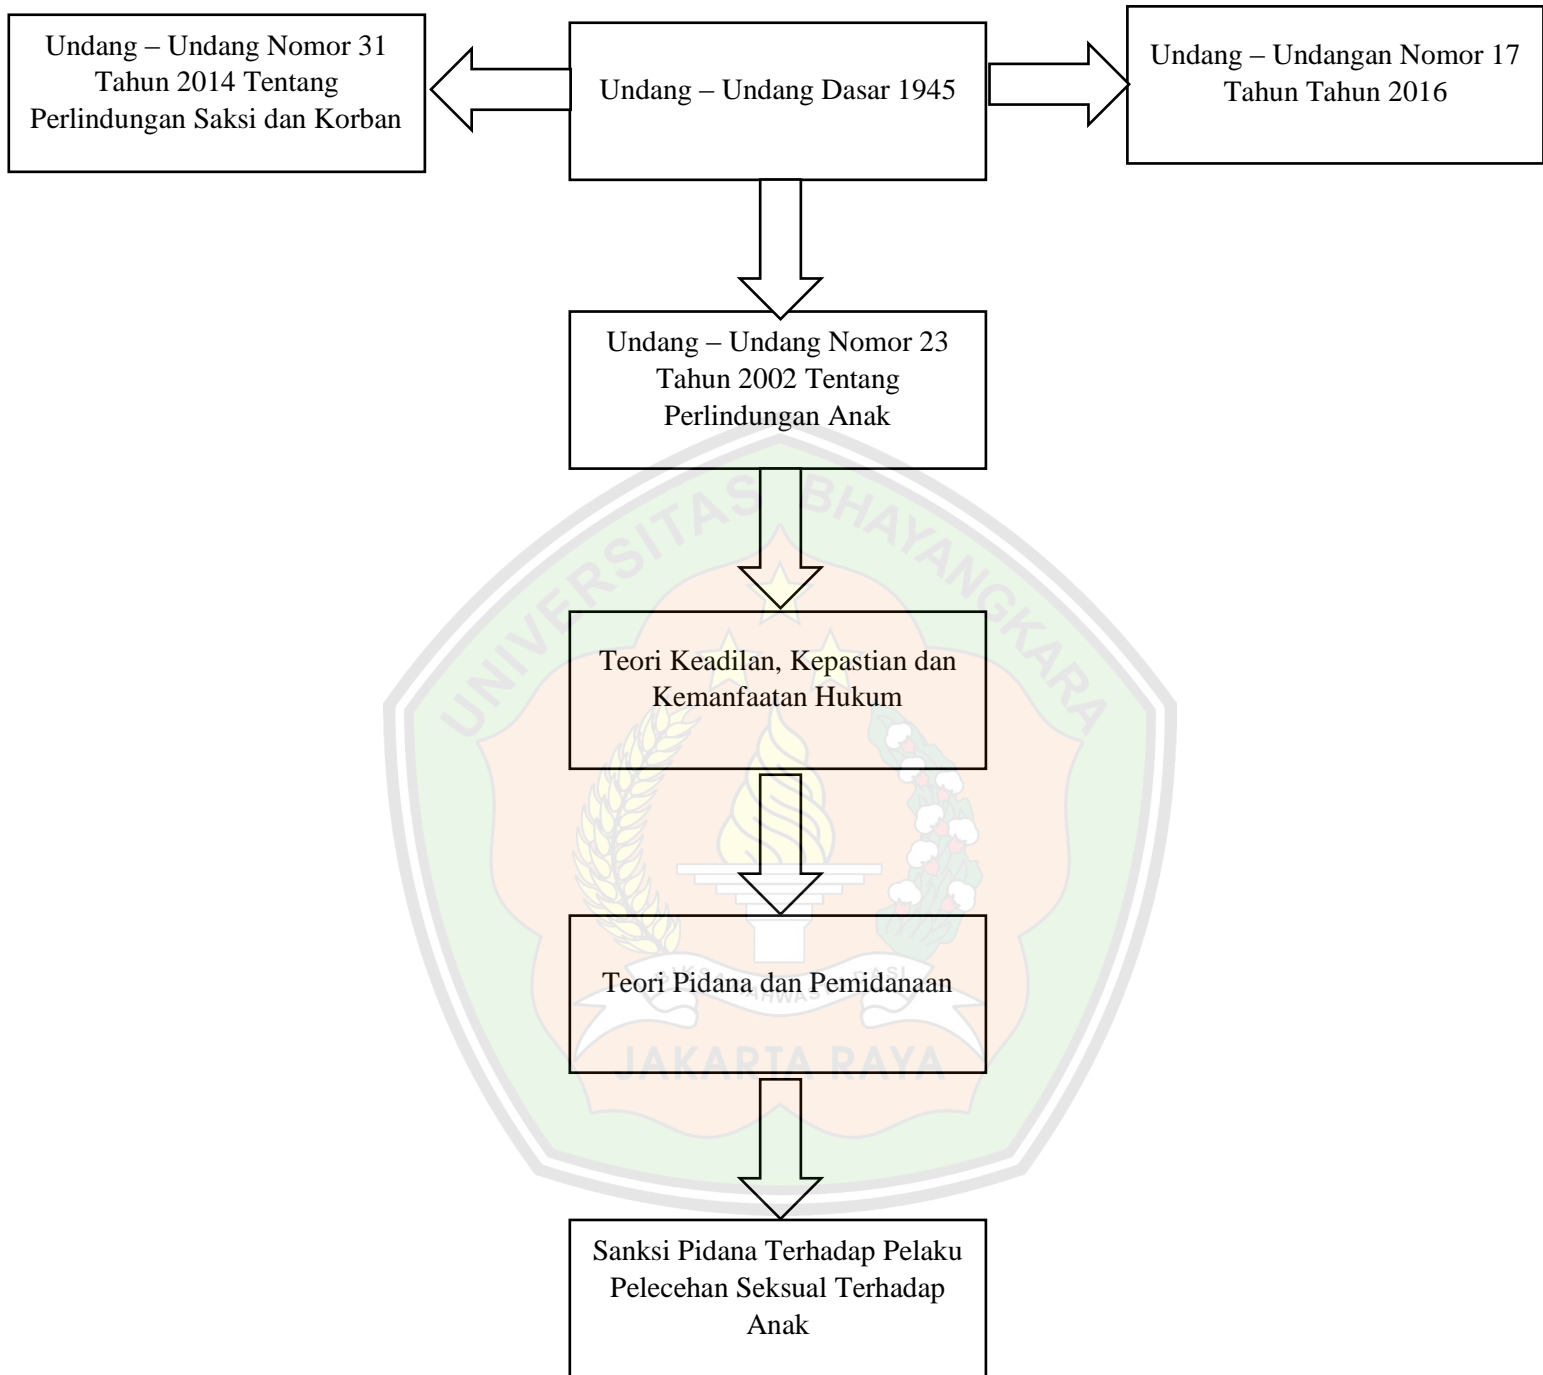 Undang – Undang Nomor 31
Tahun 2014 Tentang
Perlindungan Saksi dan Korban
Undang – Undang Dasar 1945
Undang – Undangan Nomor 17
Tahun Tahun 2016
Undang – Undang Nomor 23
Tahun 2002 Tentang
Perlindungan Anak
UNIVERSITAS BHAYANGKARA
Teori Keadilan, Kepastian dan
Kemanfaatan Hukum
Teori Pidana dan Pemidanaan
JAKARTA RAYA
Sanksi Pidana Terhadap Pelaku
Pelecehan Seksual Terhadap
Anak